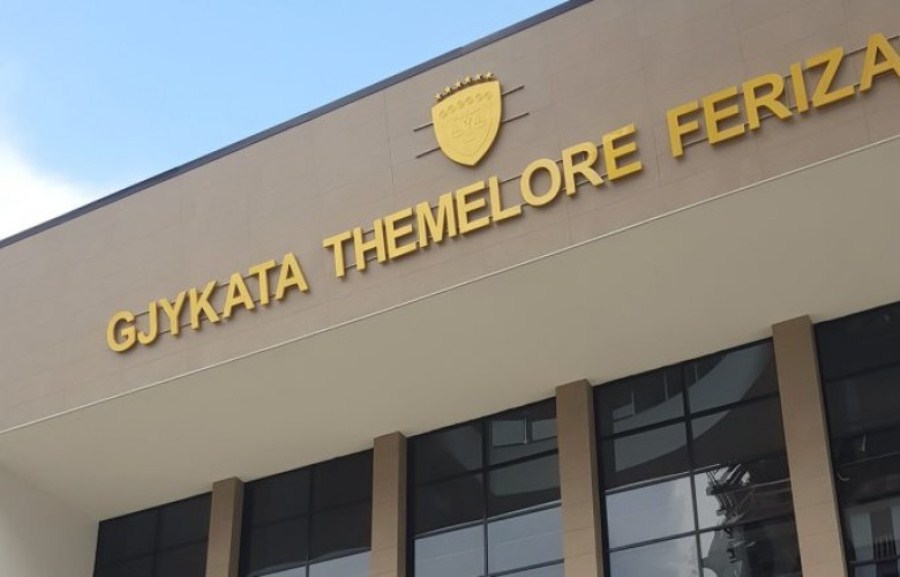 GJYKATA THEMELORE FERIZA